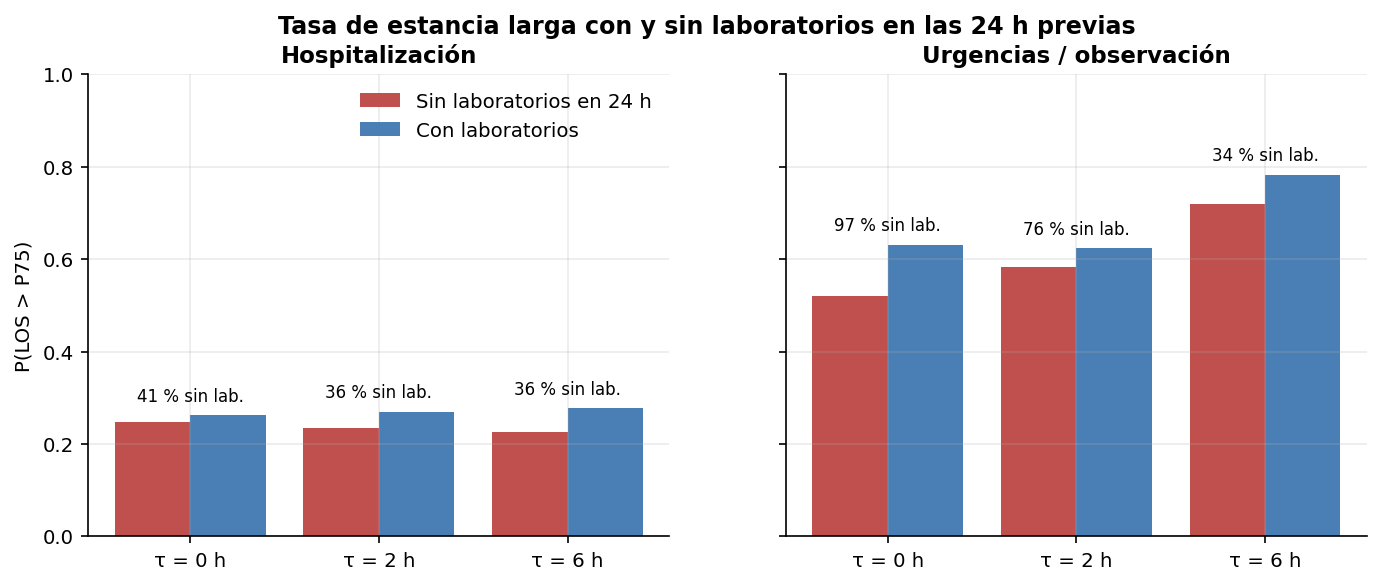 Tasa de estancia larga con y sin laboratorios en las 24 h previas
Hospitalización
P(LOS > P75)
1.0
0.8
0.6
0.4
0.2
0.0
Sin laboratorios en 24 h
Con laboratorios
41 % sin lab.
36 % sin lab.
36 % sin lab.
τ = 0 h
τ = 2 h
τ = 6 h
Urgencias / observación
97 % sin lab.
76 % sin lab.
34 % sin lab.
τ = 0 h
τ = 2 h
τ = 6 h